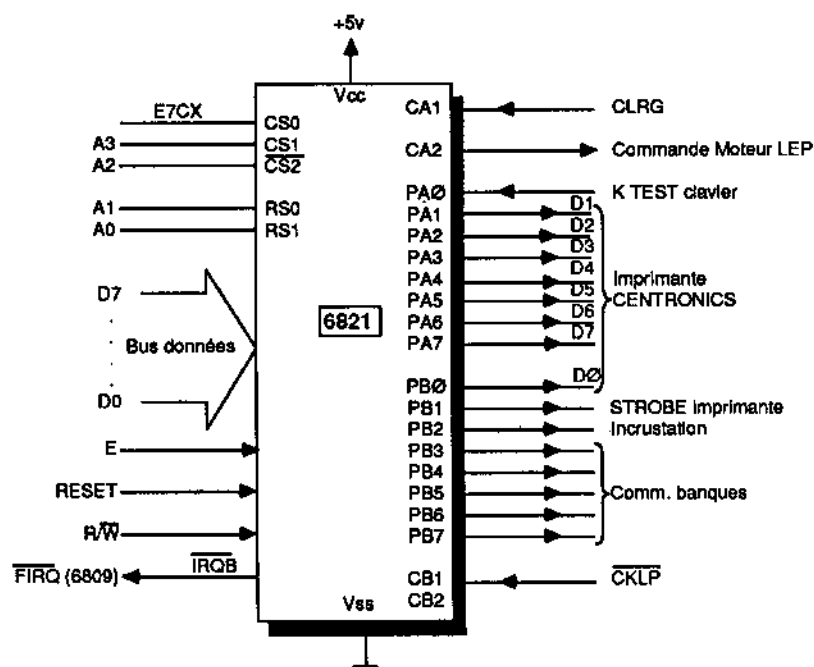 +5v
Vcc
E7CX
CS0
A3
CS1
A2
CS2
A1
RS0
A0
RS1
D7
Bus données
D0
E
RESET
R/W
FIRQ (6809)
IRQB
6821
Vss
CA1
CLRG
CA2
Commande Moteur LEP
PAØ
K TEST clavier
PA1
D1
PA2
D2
PA3
D3
PA4
D4
PA5
D5
PA6
D6
PA7
D7
Imprimante
CENTRONICS
PBØ
DØ
PB1
STROBE imprimante
PB2
Incrustation
PB3
PB4
PB5
Comm. banques
PB6
PB7
CB1
CKLP
CB2